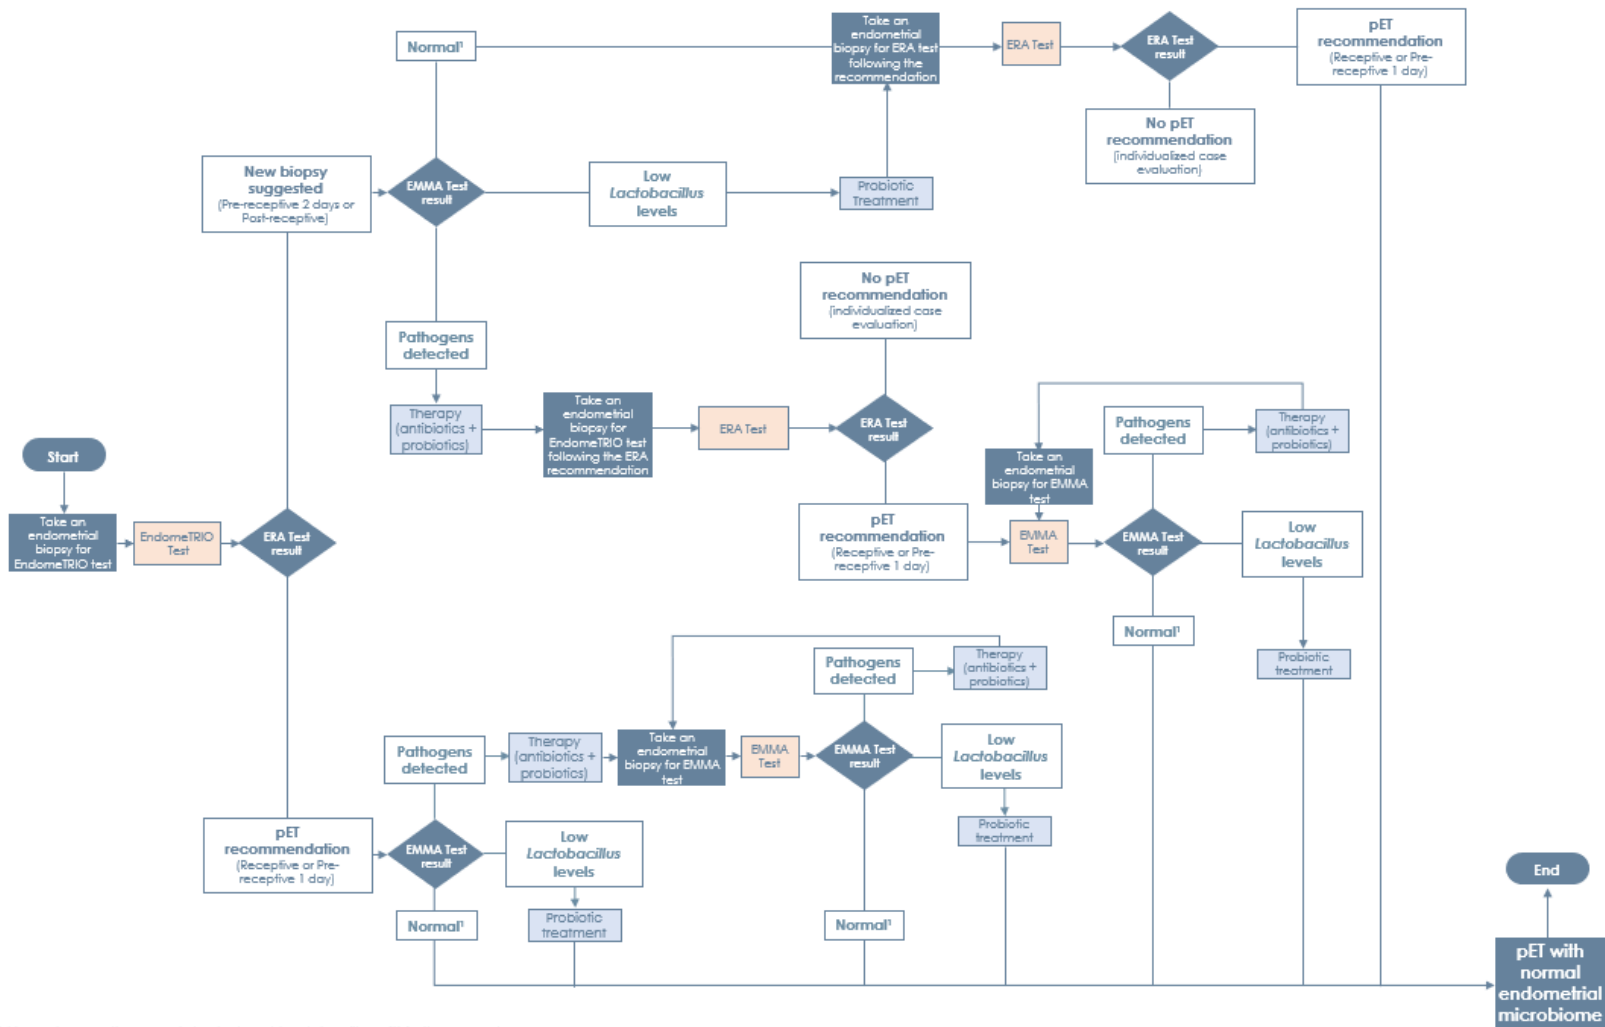 Normal¹
Take an
endometrial
biopsy for ERA test
following the
recommendation
ERA Test
ERA Test
result
pET
recommendation
(Receptive or Pre-
receptive 1 day)
No pET
recommendation
(individualized case
evaluation)
New biopsy
suggested
(Pre-receptive 2 days or
Post-receptive)
EMMA Test
result
Low
Lactobacillus
levels
Probiotic
Treatment
No pET
recommendation
(individualized case
evaluation)
Pathogens
detected
Therapy
(antibiotics +
probiotics)
Take an
endometrial
biopsy for
EndomeTRIO test
following the ERA
recommendation
ERA Test
ERA Test
result
Pathogens
detected
Therapy
(antibiotics +
probiotics)
Start
Take an
endometrial
biopsy for EMMA
test
Take an
endometrial
biopsy for
EndomeTRIO test
EndomeTRIO
Test
ERA Test
result
pET
recommendation
(Receptive or Pre-
receptive 1 day)
EMMA
Test
EMMA Test
result
Low
Lactobacillus
levels
Normal¹
Probiotic
treatment
Pathogens
detected
Therapy
(antibiotics +
probiotics)
Pathogens
detected
Therapy
(antibiotics +
probiotics)
Take an
endometrial
biopsy for EMMA
test
EMMA
Test
EMMA Test
result
Low
Lactobacillus
levels
Probiotic
treatment
pET
recommendation
(Receptive or Pre-
receptive 1 day)
EMMA Test
result
Low
Lactobacillus
levels
Normal¹
Probiotic
treatment
Normal¹
End
pET with
normal
endometrial
microbiome